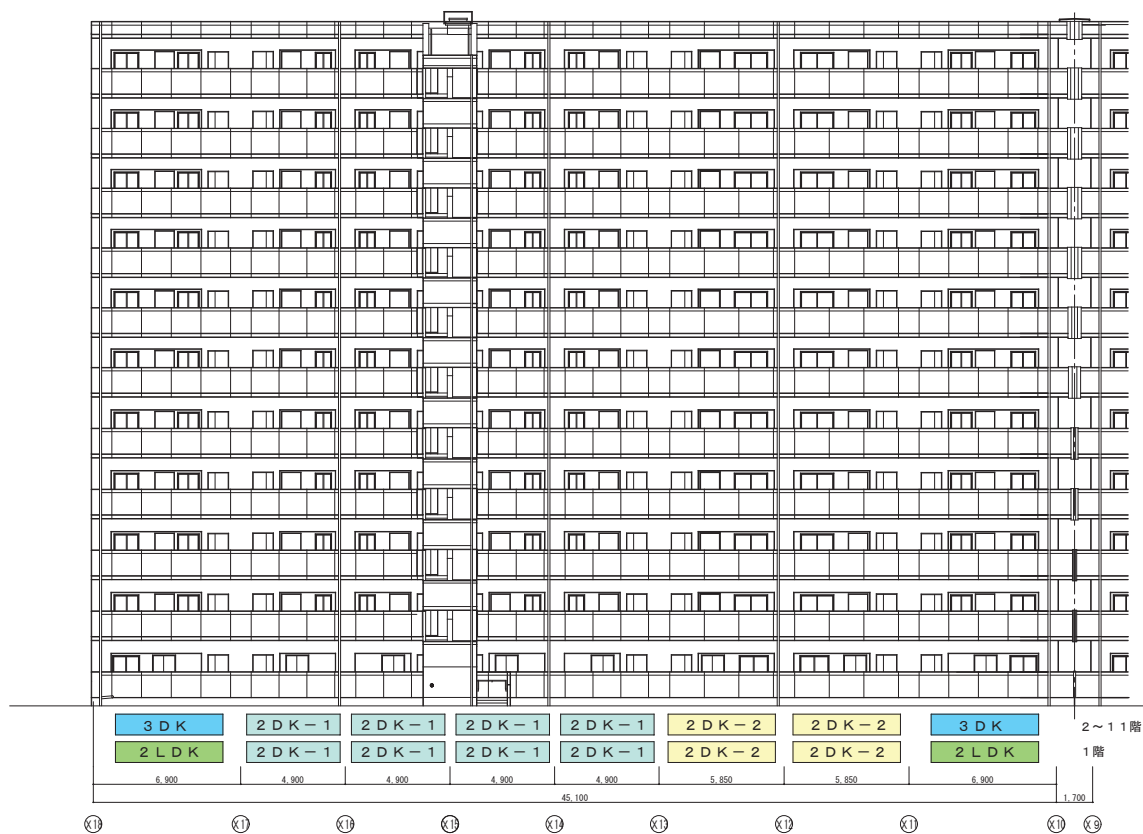 ３ＤＫ ２ＤＫ－１ ２ＤＫ－１ ２ＤＫ－１ ２ＤＫ－１ ２ＤＫ－２ ２ＤＫ－２ ３ＤＫ ２～１１階
２ＬＤＫ ２ＤＫ－１ ２ＤＫ－１ ２ＤＫ－１ ２ＤＫ－１ ２ＤＫ－２ ２ＤＫ－２ ２ＬＤＫ １階
6,900 4,900 4,900 4,900 4,900 5,850 5,850 6,900
45,100 1,700
X18 X17 X16 X15 X14 X13 X12 X11 X10 X9